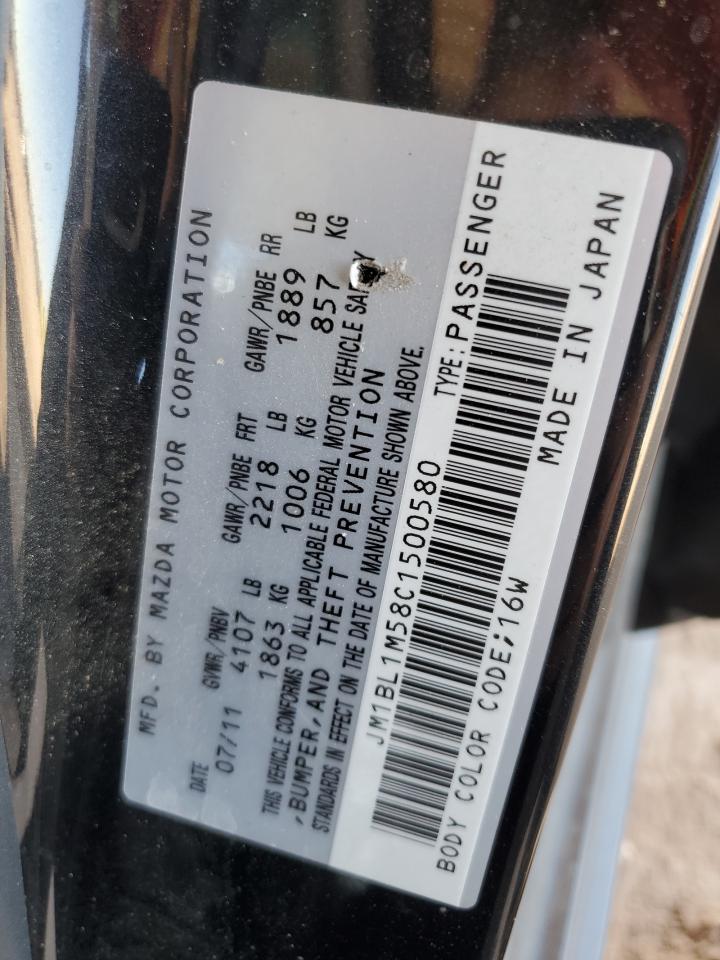 MFD. BY MAZDA MOTOR CORPORATION
DATE GVWR/PNBV GAWR/PNBE FRT GAWR/PNBE RR
07/11 4107 LB 2218 LB 1889 LB
1863 KG 1006 KG 857 KG
THIS VEHICLE CONFORMS TO ALL APPLICABLE FEDERAL MOTOR VEHICLE SAFETY
,BUMPER,AND THEFT PREVENTION
STANDARDS IN EFFECT ON THE DATE OF MANUFACTURE SHOWN ABOVE.
JM1BL1M58C1500580 TYPE:PASSENGER
BODY COLOR CODE;16W MADE IN JAPAN